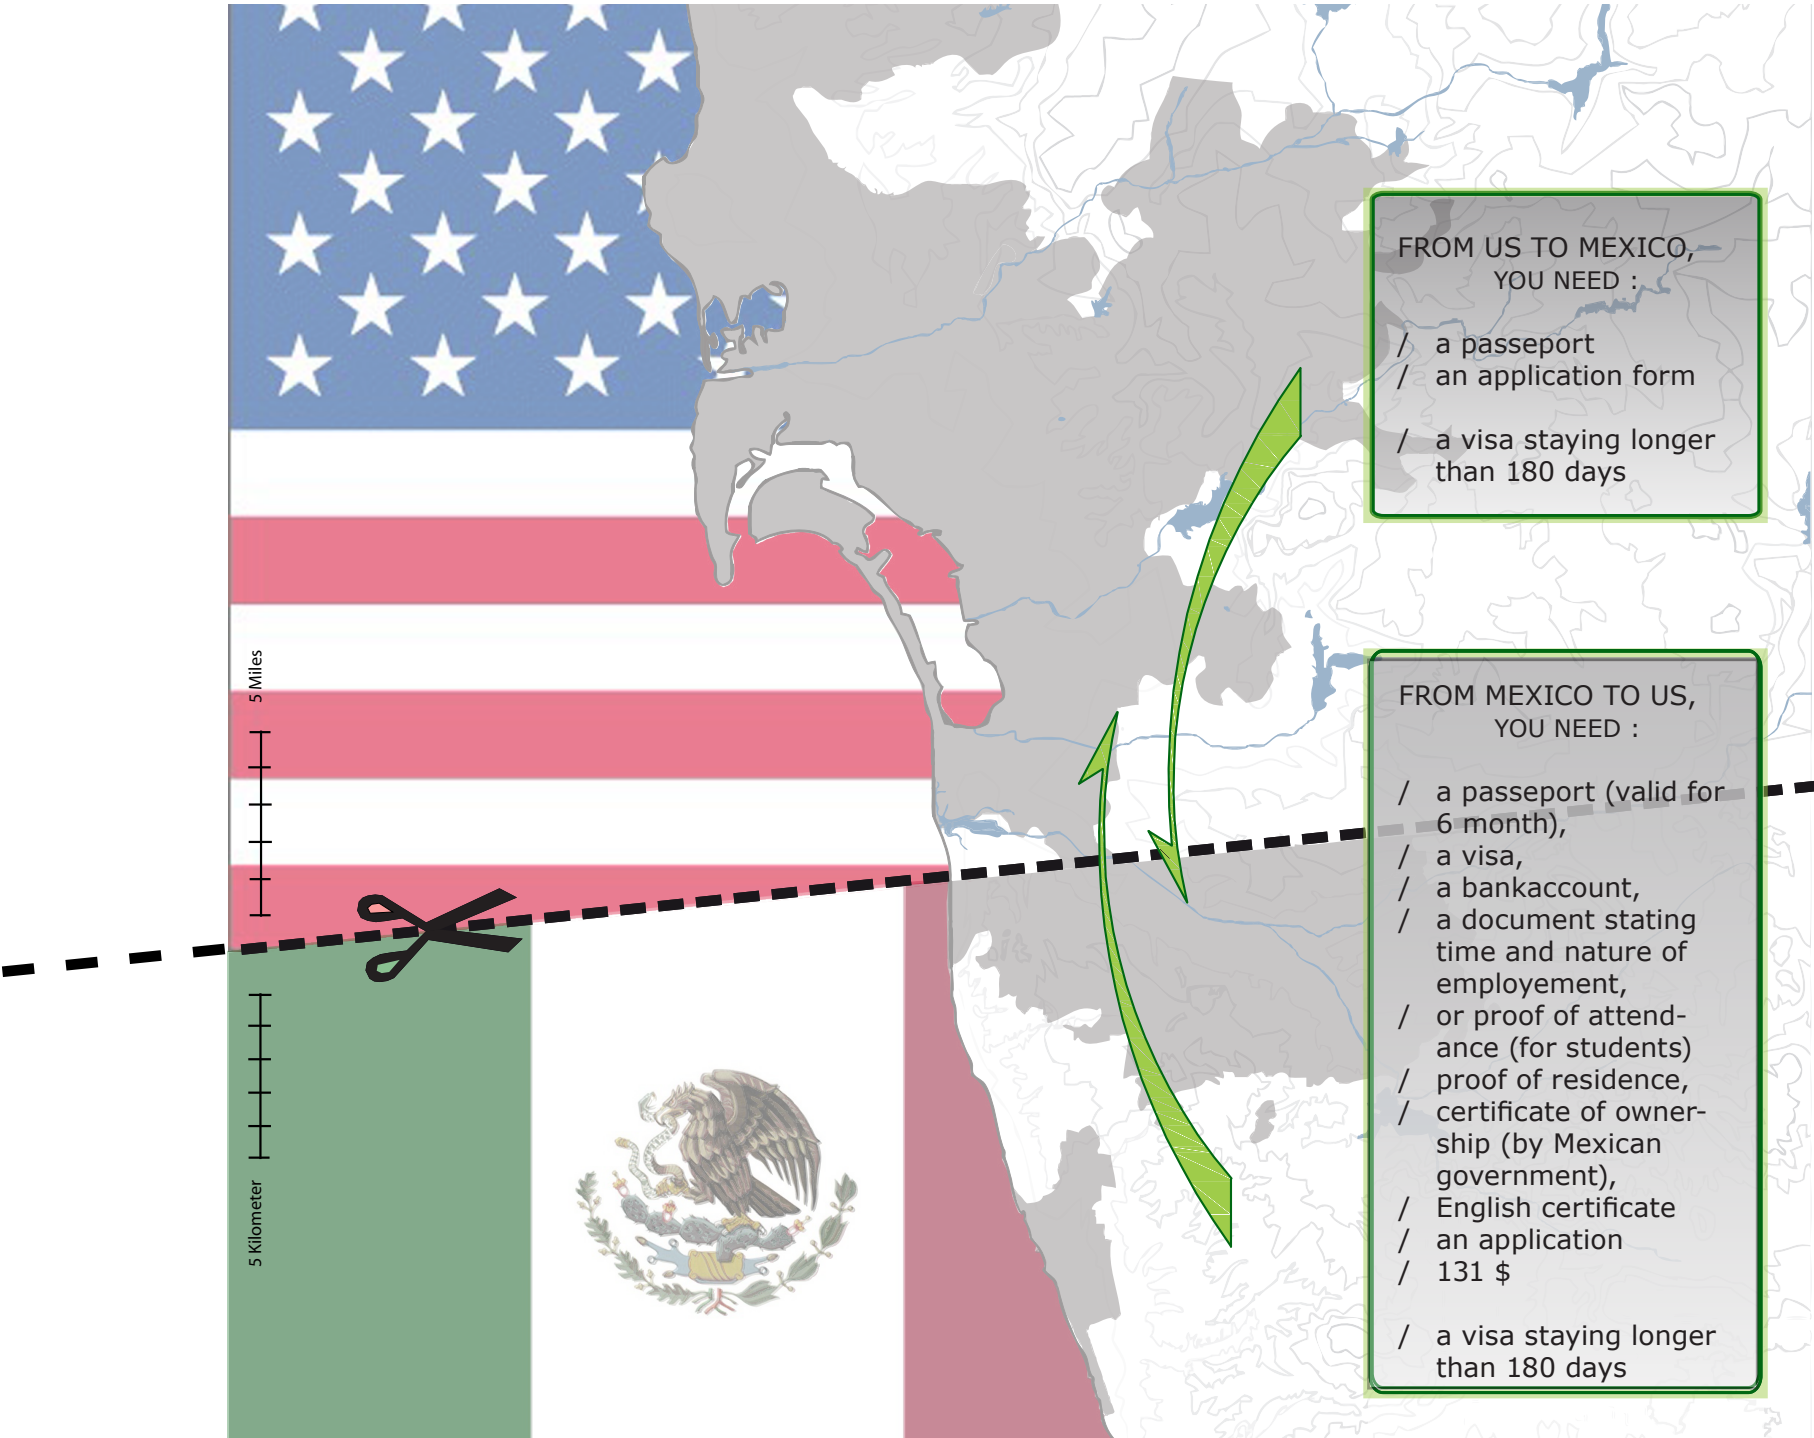 FROM US TO MEXICO,
YOU NEED :
/ a passeport
/ an application form
/ a visa staying longer
than 180 days
5 Miles
FROM MEXICO TO US,
YOU NEED :
/ a passeport (valid for
6 month),
/ a visa,
/ a bankaccount,
/ a document stating
time and nature of
employement,
/ or proof of attend-
ance (for students)
/ proof of residence,
/ certificate of owner-
ship (by Mexican
government),
/ English certificate
/ an application
/ 131 $
/ a visa staying longer
than 180 days
5 Kilometer